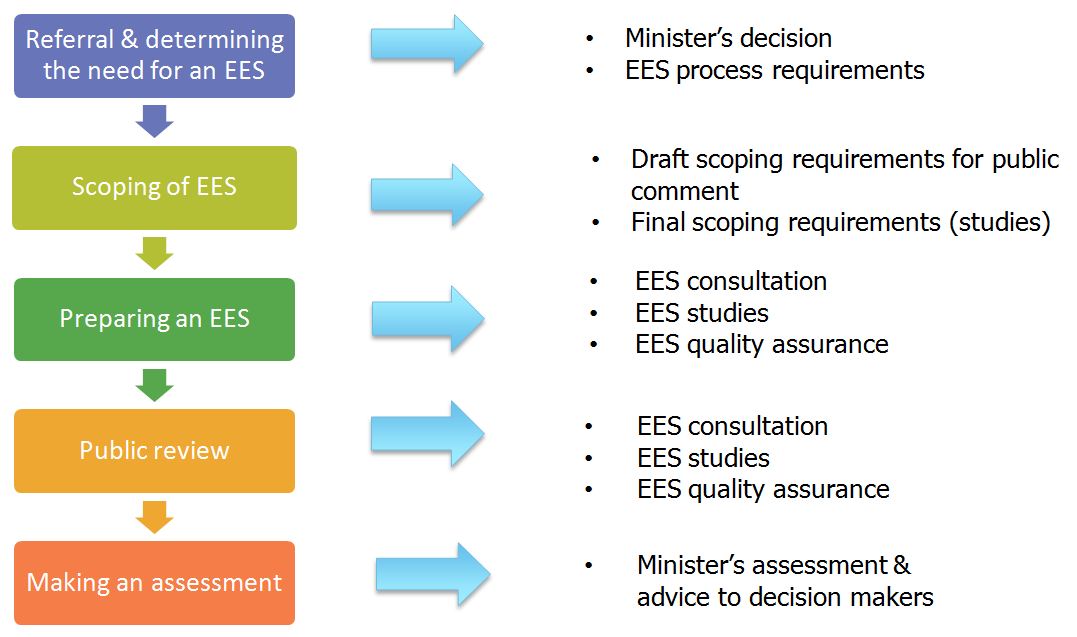 Referral & determining
the need for an EES
• Minister’s decision
• EES process requirements
Scoping of EES
• Draft scoping requirements for public
comment
• Final scoping requirements (studies)
Preparing an EES
• EES consultation
• EES studies
• EES quality assurance
Public review
• EES consultation
• EES studies
• EES quality assurance
Making an assessment
• Minister’s assessment &
advice to decision makers